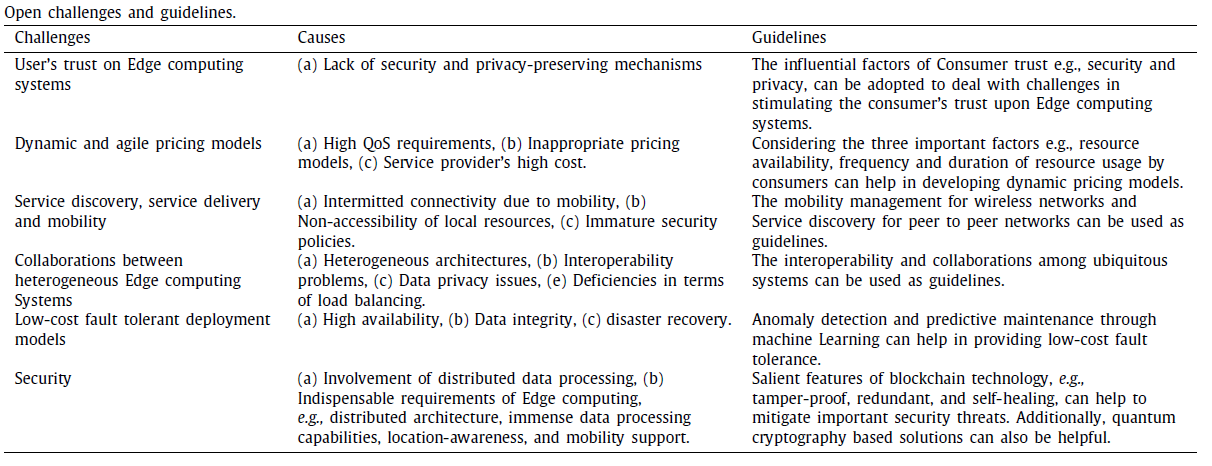 Open challenges and guidelines.
Challenges Causes Guidelines
User's trust on Edge computing systems
(a) Lack of security and privacy-preserving mechanisms
The influential factors of Consumer trust e.g., security and
privacy, can be adopted to deal with challenges in
stimulating the consumer's trust upon Edge computing
systems.
Dynamic and agile pricing models
(a) High QoS requirements, (b) Inappropriate pricing
models, (c) Service provider's high cost.
Considering the three important factors e.g., resource
availability, frequency and duration of resource usage by
consumers can help in developing dynamic pricing models.
Service discovery, service delivery
and mobility
(a) Intermitted connectivity due to mobility, (b)
Non-accessibility of local resources, (c) Immature security
policies.
The mobility management for wireless networks and
Service discovery for peer to peer networks can be used as
guidelines.
Collaborations between
heterogeneous Edge computing
Systems
(a) Heterogeneous architectures, (b) Interoperability
problems, (c) Data privacy issues, (e) Deficiencies in terms
of load balancing.
The interoperability and collaborations among ubiquitous
systems can be used as guidelines.
Low-cost fault tolerant deployment
models
(a) High availability, (b) Data integrity, (c) disaster recovery.
Anomaly detection and predictive maintenance through
machine Learning can help in providing low-cost fault
tolerance.
Security
(a) Involvement of distributed data processing, (b)
Indispensable requirements of Edge computing,
e.g., distributed architecture, immense data processing
capabilities, location-awareness, and mobility support.
Salient features of blockchain technology, e.g.,
tamper-proof, redundant, and self-healing, can help to
mitigate important security threats. Additionally, quantum
cryptography based solutions can also be helpful.